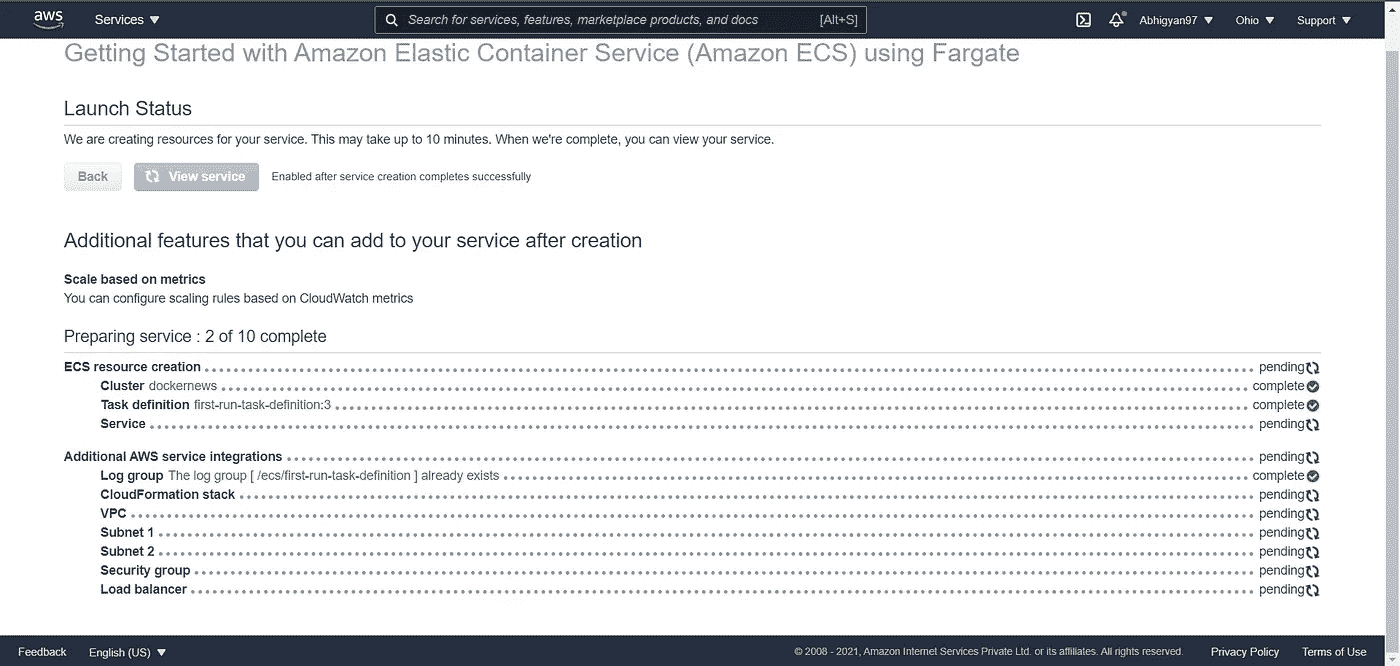 aws Services Search for services, features, marketplace products, and docs [Alt+S] Abhigyan97 Ohio Support
Getting Started with Amazon Elastic Container Service (Amazon ECS) using Fargate
Launch Status
We are creating resources for your service. This may take up to 10 minutes. When we're complete, you can view your service.
Back View service Enabled after service creation completes successfully
Additional features that you can add to your service after creation
Scale based on metrics
You can configure scaling rules based on CloudWatch metrics
Preparing service : 2 of 10 complete
ECS resource creation pending
Cluster dockernews complete
Task definition first-run-task-definition:3 complete
Service pending
Additional AWS service integrations pending
Log group The log group [ /ecs/first-run-task-definition ] already exists complete
CloudFormation stack pending
VPC pending
Subnet 1 pending
Subnet 2 pending
Security group pending
Load balancer pending
Feedback English (US) © 2008 - 2021, Amazon Internet Services Private Ltd. or its affiliates. All rights reserved. Privacy Policy Terms of Use